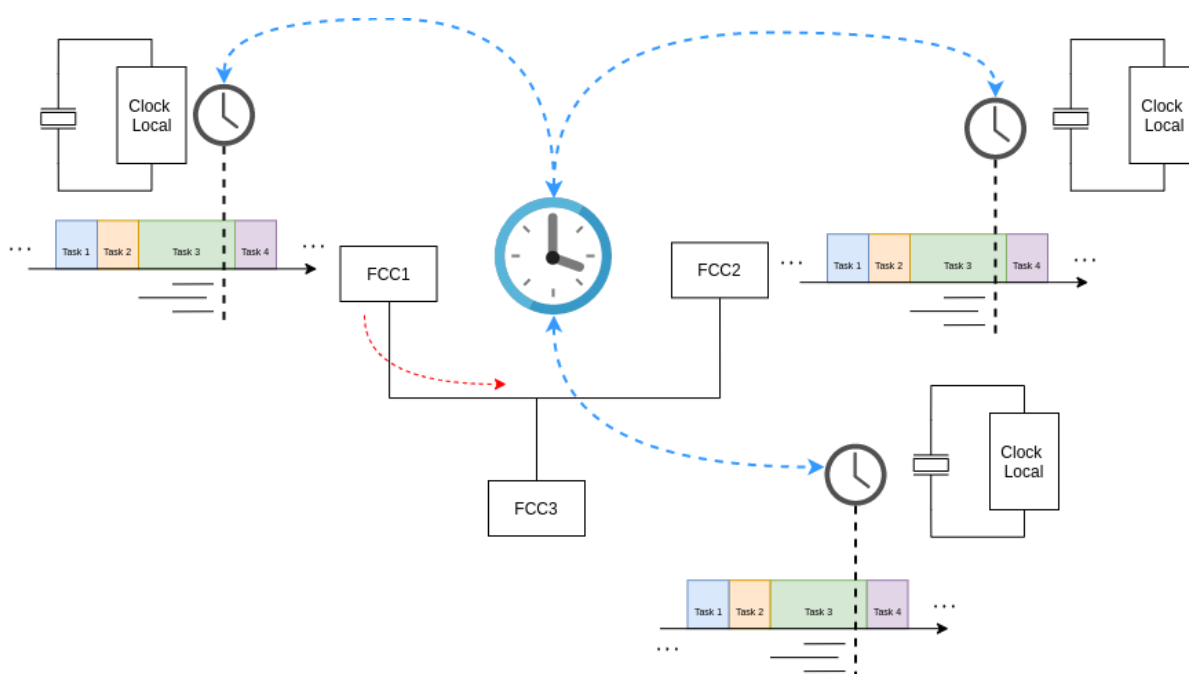 Clock
Local
Clock
Local
...
Task 1
Task 2
Task 3
Task 4
...
FCC1
FCC2
...
Task 1
Task 2
Task 3
Task 4
...
Clock
Local
FCC3
Task 1
Task 2
Task 3
Task 4
...
...